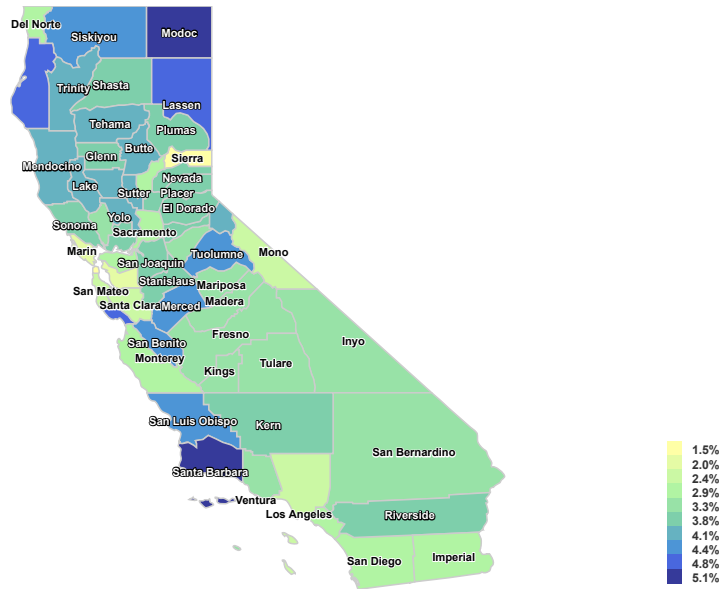 Del Norte
Siskiyou
Modoc
Trinity
Shasta
Lassen
Tehama
Plumas
Butte
Glenn
Sierra
Mendocino
Nevada
Lake
Sutter
Placer
El Dorado
Yolo
Sonoma
Sacramento
Marin
San Joaquin
Tuolumne
Mono
Stanislaus
Mariposa
San Mateo
Santa Clara
Merced
Madera
Fresno
San Benito
Inyo
Monterey
Tulare
Kings
San Luis Obispo
Kern
San Bernardino
Santa Barbara
Ventura
Los Angeles
Riverside
San Diego
Imperial
1.5%
2.0%
2.4%
2.9%
3.3%
3.8%
4.1%
4.4%
4.8%
5.1%